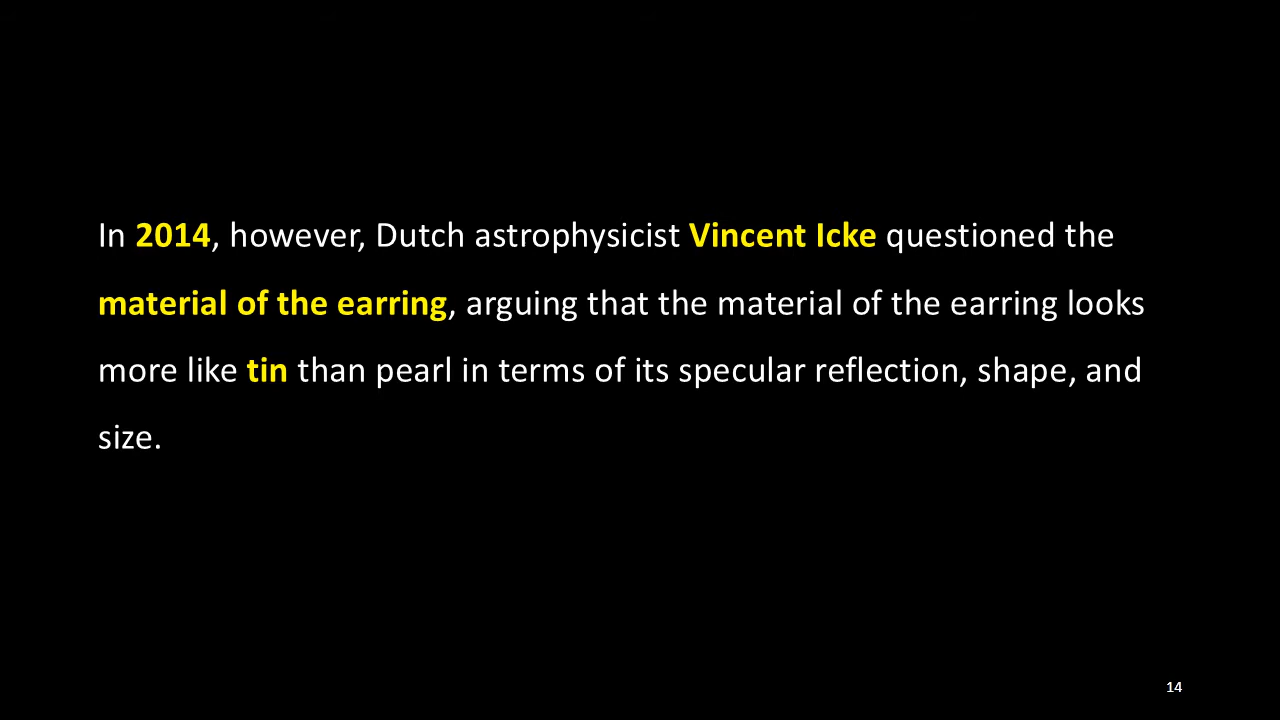 In 2014, however, Dutch astrophysicist Vincent Icke questioned the
material of the earring, arguing that the material of the earring looks
more like tin than pearl in terms of its specular reflection, shape, and
size.
14